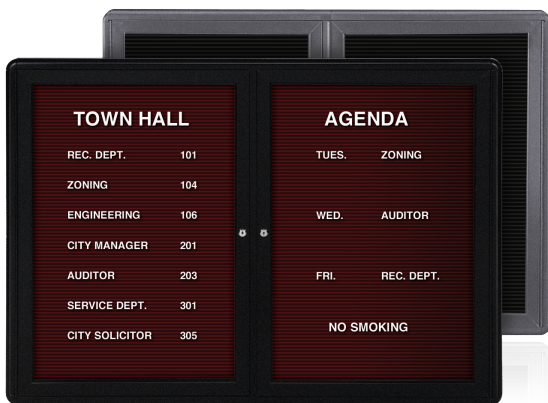 TOWN HALL
REC. DEPT. 101
ZONING 104
ENGINEERING 106
CITY MANAGER 201
AUDITOR 203
SERVICE DEPT. 301
CITY SOLICITOR 305
AGENDA
TUES. ZONING
WED. AUDITOR
FRI. REC. DEPT.
NO SMOKING